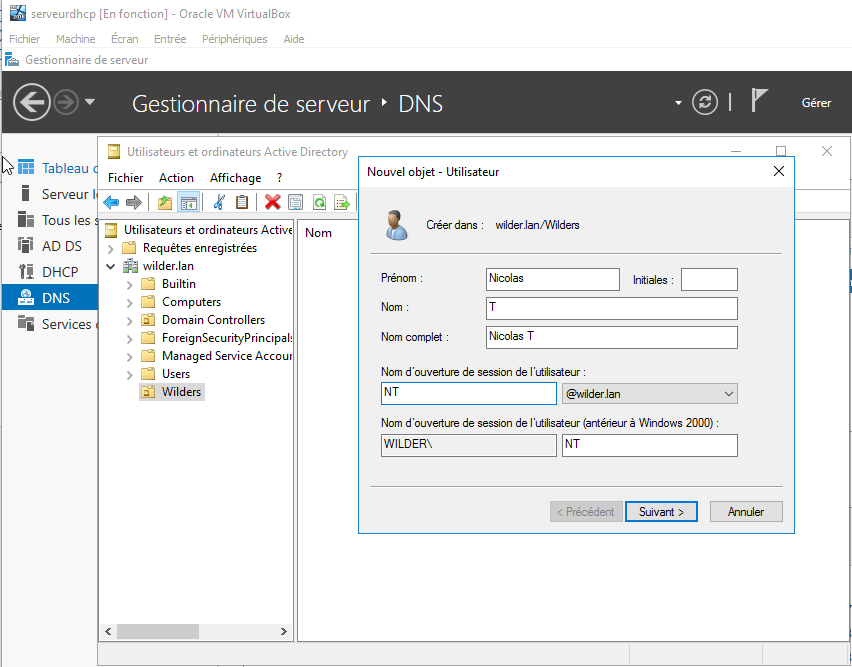 serveurdhcp [En fonction] - Oracle VM VirtualBox
Fichier Machine Écran Entrée Périphériques Aide
Gestionnaire de serveur
Gestionnaire de serveur DNS
Gérer
Tableau
Serveur
Tous les
AD DS
DHCP
DNS
Services
Utilisateurs et ordinateurs Active Directory
Fichier Action Affichage ?
Utilisateurs et ordinateurs Active
Requêtes enregistrées
wilder.lan
Builtin
Computers
Domain Controllers
ForeignSecurityPrincipals
Managed Service Accour
Users
Wilders
Nom
Nouvel objet - Utilisateur
Créer dans : wilder.lan/Wilders
Prénom : Nicolas Initiales :
Nom : T
Nom complet : Nicolas T
Nom d'ouverture de session de l'utilisateur :
NT @wilder.lan
Nom d'ouverture de session de l'utilisateur (antérieur à Windows 2000) :
WILDER\ NT
< Précédent Suivant > Annuler